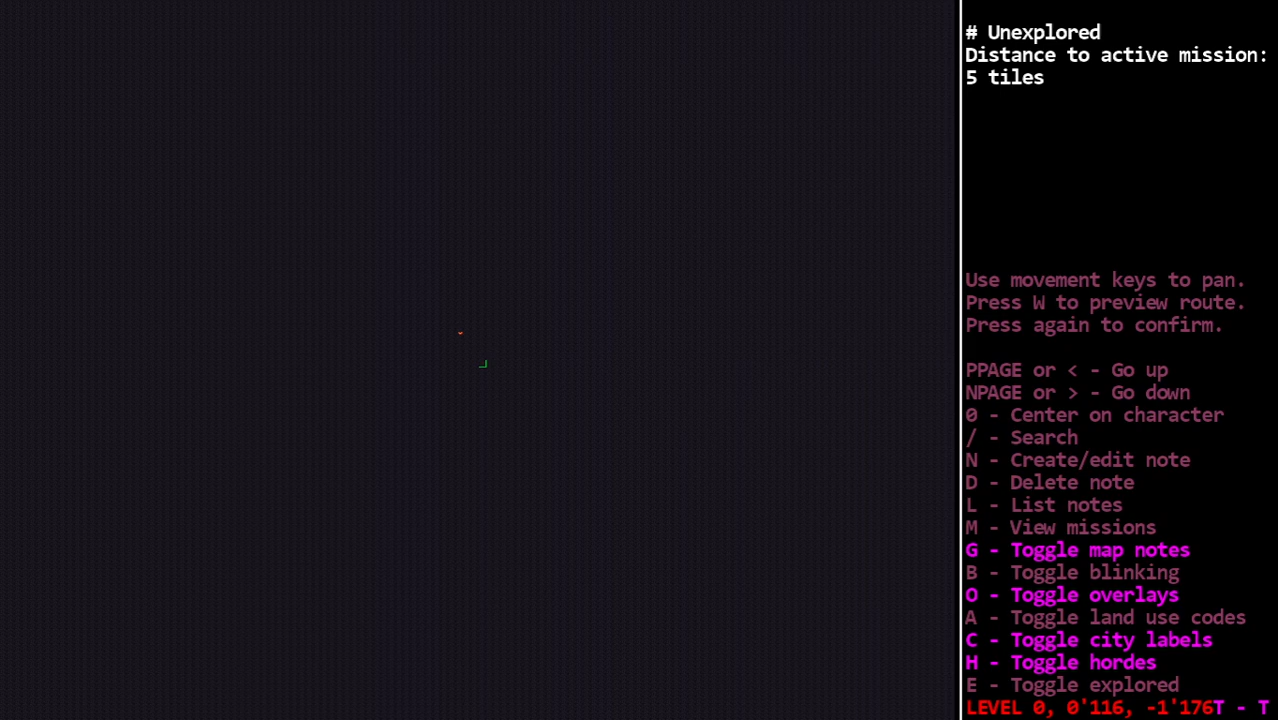 # Unexplored
Distance to active mission:
5 tiles
Use movement keys to pan.
Press W to preview route.
Press again to confirm.
PPAGE or < - Go up
NPAGE or > - Go down
0 - Center on character
/ - Search
N - Create/edit note
D - Delete note
L - List notes
M - View missions
G - Toggle map notes
B - Toggle blinking
O - Toggle overlays
A - Toggle land use codes
C - Toggle city labels
H - Toggle hordes
E - Toggle explored
LEVEL 0, 0'116, -1'176T - T